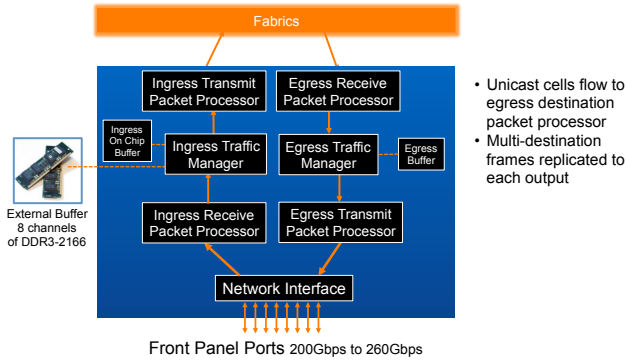 Fabrics
Ingress Transmit
Packet Processor
Egress Receive
Packet Processor
Ingress
On Chip
Buffer
Ingress Traffic
Manager
Egress Traffic
Manager
Egress
Buffer
External Buffer
8 channels
of DDR3-2166
Ingress Receive
Packet Processor
Egress Transmit
Packet Processor
Network Interface
Front Panel Ports 200Gbps to 260Gbps
• Unicast cells flow to
egress destination
packet processor
• Multi-destination
frames replicated to
each output